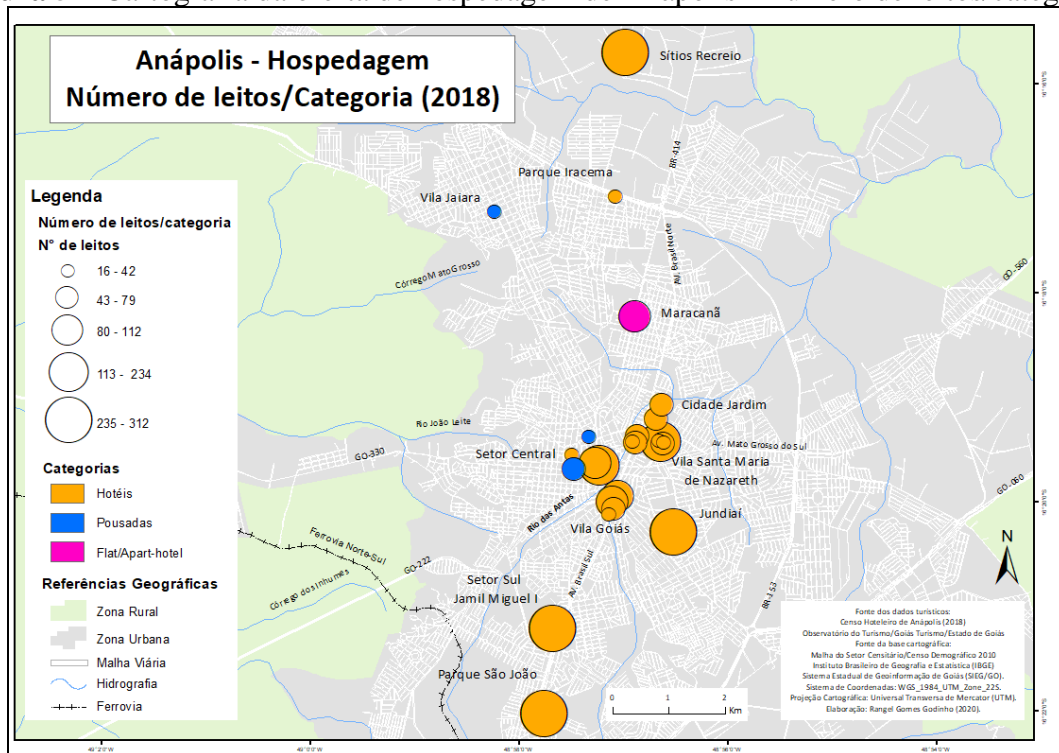 Anápolis - Hospedagem
Número de leitos/Categoria (2018)
Sítios Recreio
BR-414
Parque Iracema
Vila Jaiara
Av. Brasil Norte
Córrego Mato Grosso
GO-560
Maracanã
Cidade Jardim
Rio João Leite
Av. Mato Grosso do Sul
GO-330
Setor Central
Vila Santa Maria
de Nazareth
GO-060
Rio das Antas
Jundiaí
Vila Goiás
Ferrovia Norte-Sul
GO-222
Av. Brasil Sul
Córrego dos Inhumés
Setor Sul
Jamil Miguel I
BR-153
Parque São João
N
Legenda
Número de leitos/categoria
N° de leitos
16 - 42
43 - 79
80 - 112
113 - 234
235 - 312
Categorias
Hotéis
Pousadas
Flat/Apart-hotel
Referências Geográficas
Zona Rural
Zona Urbana
Malha Viária
Hidrografia
Ferrovia
0 1 2
Km
Fonte dos dados turísticos:
Censo Hoteleiro de Anápolis (2018)
Observatório do Turismo/Goiás Turismo/Estado de Goiás
Fonte da base cartográfica:
Malha do Setor Censitário/Censo Demográfico 2010
Instituto Brasileiro de Geografia e Estatística (IBGE)
Sistema Estadual de Geoinformação de Goiás (SIEG/GO).
Sistema de Coordenadas: WGS_1984_UTM_Zone_22S.
Projeção Cartográfica: Universal Transversa de Mercator (UTM).
Elaboração: Rangel Gomes Godinho (2020).